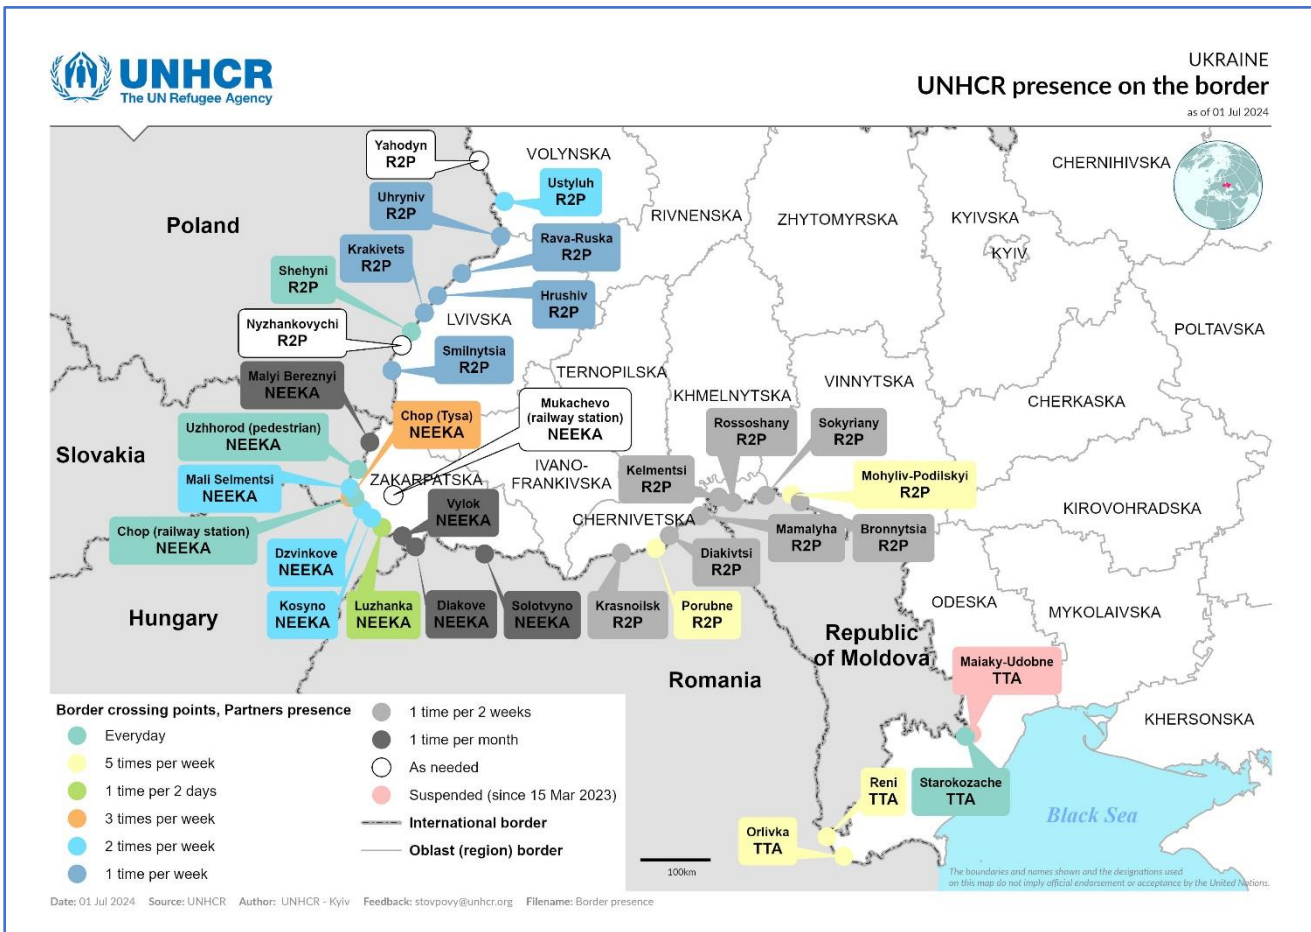 UNHCR
The UN Refugee Agency
UKRAINE
UNHCR presence on the border
as of 01 Jul 2024
Yahodyn
R2P
VOLYNSKA
CHERNIHIVSKA
Ustyluh
R2P
Uhryniv
R2P
RIVNENSKA
ZHYTOMYRSKA
KYIVSKA
KYIV
Poland
Krakivets
R2P
Rava-Ruska
R2P
Shehyni
R2P
Hrushiv
R2P
LVIVSKA
Nyzhankovychi
R2P
POLTAVSKA
Smilnytsia
R2P
Malyi Bereznyi
NEEKA
TERNOPILSKA
VINNYTSKA
KHMELNYTSKA
CHERKASKA
Chop (Tysa)
NEEKA
Mukachevo
(railway station)
NEEKA
Uzhhorod (pedestrian)
NEEKA
Rossoshany
R2P
Sokyriany
R2P
Slovakia
Mali Selmentsi
NEEKA
ZAKARPATSKA
IVANO-
FRANKIVSKA
Kelmentsi
R2P
Mohyliv-Podilskyi
R2P
KIROVOHRADSKA
Vylok
NEEKA
CHERNIVETSKA
Chop (railway station)
NEEKA
Mamalyha
R2P
Bronnytsia
R2P
Dzvinkove
NEEKA
Diakivtsi
R2P
Hungary
Kosyno
NEEKA
Luzhanka
NEEKA
Diakove
NEEKA
Solotvyno
NEEKA
Krasnoilsk
R2P
Porubne
R2P
ODESKA
MYKOLAIVSKA
Republic
of Moldova
Romania
Maiaky-Udobne
TTA
KHERSONSKA
Reni
TTA
Starokozache
TTA
Orlivka
TTA
Black Sea
Border crossing points, Partners presence
Everyday
5 times per week
1 time per 2 days
3 times per week
2 times per week
1 time per week
1 time per 2 weeks
1 time per month
As needed
Suspended (since 15 Mar 2023)
International border
Oblast (region) border
100km
The boundaries and names shown and the designations used
on this map do not imply official endorsement or acceptance by the United Nations.
Date: 01 Jul 2024 Source: UNHCR Author: UNHCR - Kyiv Feedback: stovpovy@unhcr.org Filename: Border presence